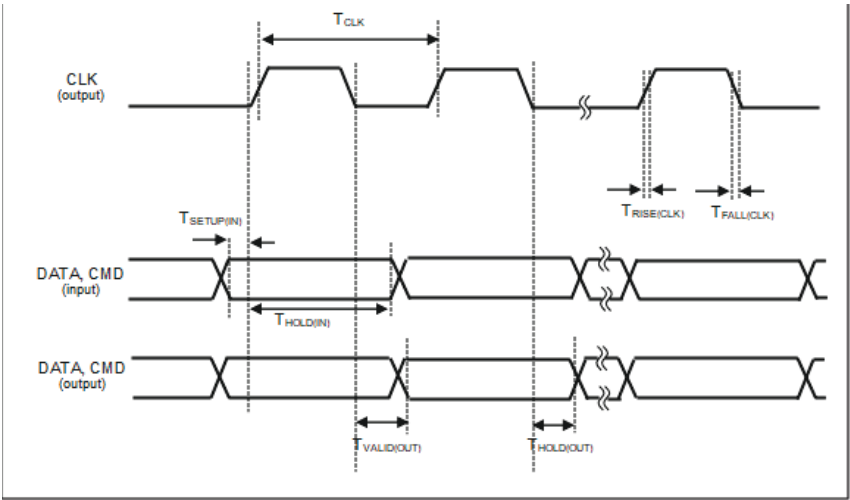 TCLK
CLK
(output)
TRISE(CLK)
TFALL(CLK)
TSETUP(IN)
DATA, CMD
(input)
THOLD(IN)
DATA, CMD
(output)
TVALID(OUT)
THOLD(OUT)